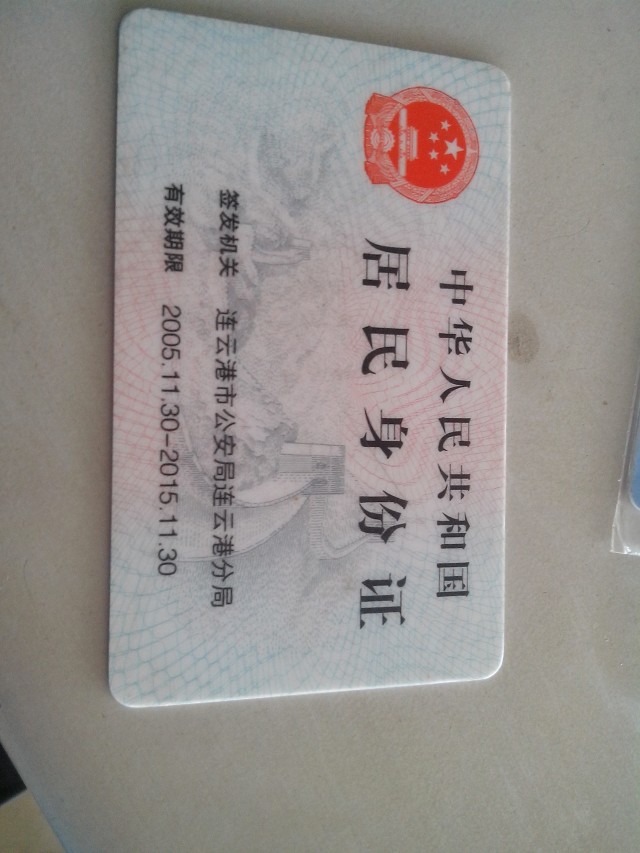 中华人民共和国
居民身份证
签发机关 连云港市公安局连云港分局
有效期限 2005.11.30-2015.11.30